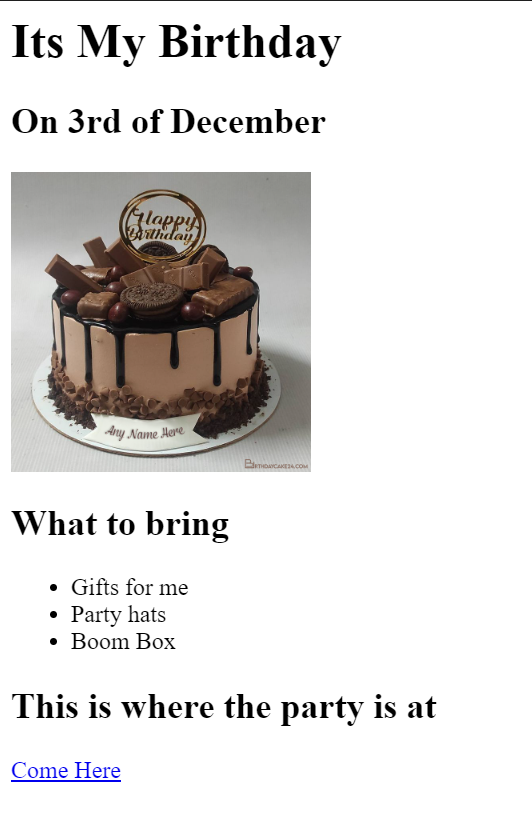 Its My Birthday
On 3rd of December
Happy
Birthday
Any Name Here
BIRTHDAYCAKE24.COM
What to bring
Gifts for me
Party hats
Boom Box
This is where the party is at
Come Here